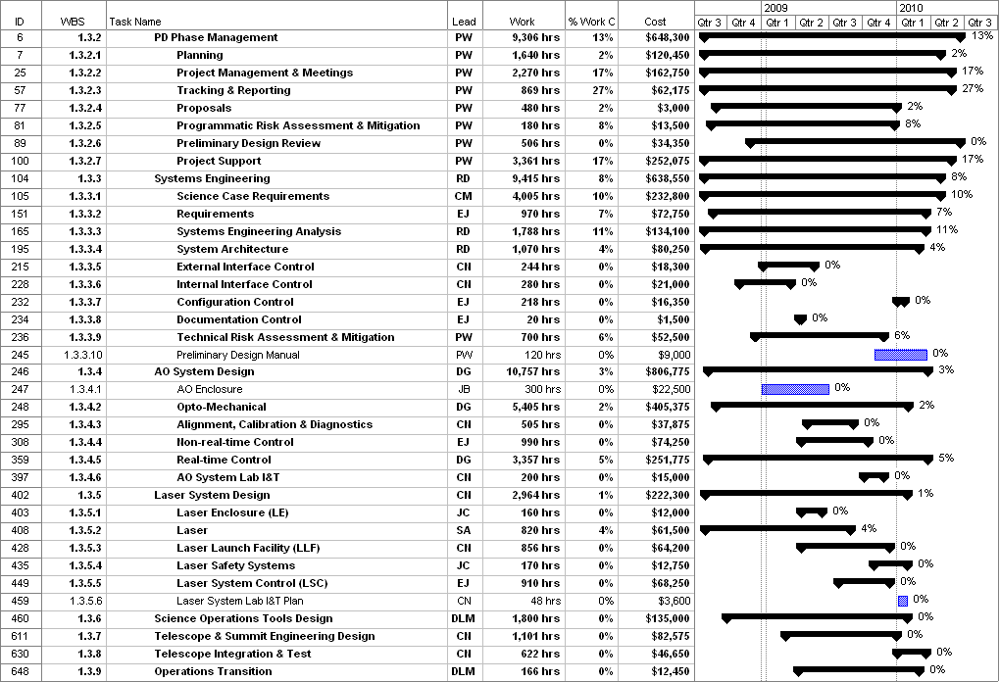 2009 2010
ID WBS Task Name Lead Work % Work C Cost Qtr 3 Qtr 4 Qtr 1 Qtr 2 Qtr 3 Qtr 4 Qtr 1 Qtr 2 Qtr 3
6 1.3.2 PD Phase Management PW 9,306 hrs 13% $648,300 13%
7 1.3.2.1 Planning PW 1,640 hrs 2% $120,450 2%
25 1.3.2.2 Project Management & Meetings PW 2,270 hrs 17% $162,750 17%
57 1.3.2.3 Tracking & Reporting PW 869 hrs 27% $62,175 27%
77 1.3.2.4 Proposals PW 480 hrs 2% $3,000 2%
81 1.3.2.5 Programmatic Risk Assessment & Mitigation PW 180 hrs 8% $13,500 8%
89 1.3.2.6 Preliminary Design Review PW 506 hrs 0% $34,350 0%
100 1.3.2.7 Project Support PW 3,361 hrs 17% $252,075 17%
104 1.3.3 Systems Engineering RD 9,415 hrs 8% $638,550 8%
105 1.3.3.1 Science Case Requirements CM 4,005 hrs 10% $232,800 10%
151 1.3.3.2 Requirements EJ 970 hrs 7% $72,750 7%
165 1.3.3.3 Systems Engineering Analysis RD 1,788 hrs 11% $134,100 11%
195 1.3.3.4 System Architecture RD 1,070 hrs 4% $80,250 4%
215 1.3.3.5 External Interface Control CN 244 hrs 0% $18,300 0%
228 1.3.3.6 Internal Interface Control CN 280 hrs 0% $21,000 0%
232 1.3.3.7 Configuration Control EJ 218 hrs 0% $16,350 0%
234 1.3.3.8 Documentation Control EJ 20 hrs 0% $1,500 0%
236 1.3.3.9 Technical Risk Assessment & Mitigation PW 700 hrs 6% $52,500 6%
245 1.3.3.10 Preliminary Design Manual PW 120 hrs 0% $9,000 0%
246 1.3.4 AO System Design DG 10,757 hrs 3% $806,775 3%
247 1.3.4.1 AO Enclosure JB 300 hrs 0% $22,500 0%
248 1.3.4.2 Opto-Mechanical DG 5,405 hrs 2% $405,375 2%
295 1.3.4.3 Alignment, Calibration & Diagnostics CN 505 hrs 0% $37,875 0%
308 1.3.4.4 Non-real-time Control EJ 990 hrs 0% $74,250 0%
359 1.3.4.5 Real-time Control DG 3,357 hrs 5% $251,775 5%
397 1.3.4.6 AO System Lab I&T CN 200 hrs 0% $15,000 0%
402 1.3.5 Laser System Design CN 2,964 hrs 1% $222,300 1%
403 1.3.5.1 Laser Enclosure (LE) JC 160 hrs 0% $12,000 0%
408 1.3.5.2 Laser SA 820 hrs 4% $61,500 4%
428 1.3.5.3 Laser Launch Facility (LLF) CN 856 hrs 0% $64,200 0%
435 1.3.5.4 Laser Safety Systems JC 170 hrs 0% $12,750 0%
449 1.3.5.5 Laser System Control (LSC) EJ 910 hrs 0% $68,250 0%
459 1.3.5.6 Laser System Lab I&T Plan CN 48 hrs 0% $3,600 0%
460 1.3.6 Science Operations Tools Design DLM 1,800 hrs 0% $135,000 0%
611 1.3.7 Telescope & Summit Engineering Design CN 1,101 hrs 0% $82,575 0%
630 1.3.8 Telescope Integration & Test CN 622 hrs 0% $46,650 0%
648 1.3.9 Operations Transition DLM 166 hrs 0% $12,450 0%